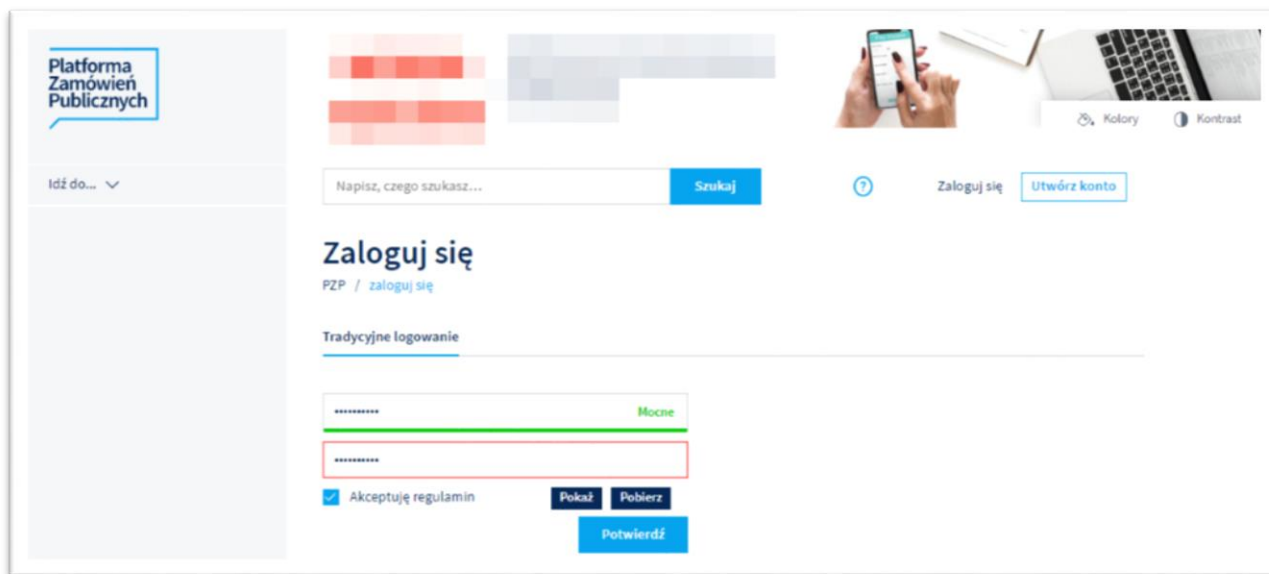 Platforma
Zamówień
Publicznych
Kolory Kontrast
Idź do...
Napisz, czego szukasz...
Szukaj
?
Zaloguj się
Utwórz konto
Zaloguj się
PZP / zaloguj się
Tradycyjne logowanie
•••••••••• Mocne
••••••••••
Akceptuję regulamin
Pokaż
Pobierz
Potwierdź